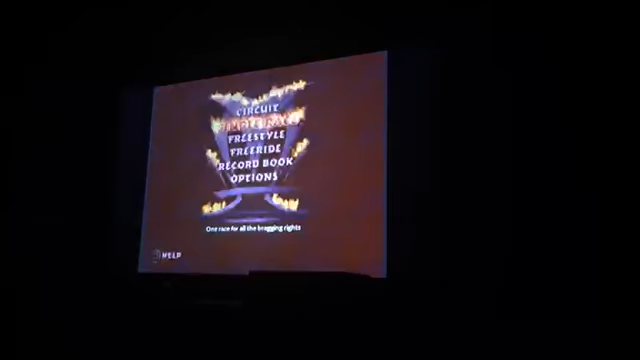 CIRCUIT
SINGLE RACE
FREESTYLE
FREERIDE
RECORD BOOK
OPTIONS
One race for all the bragging rights
HELP